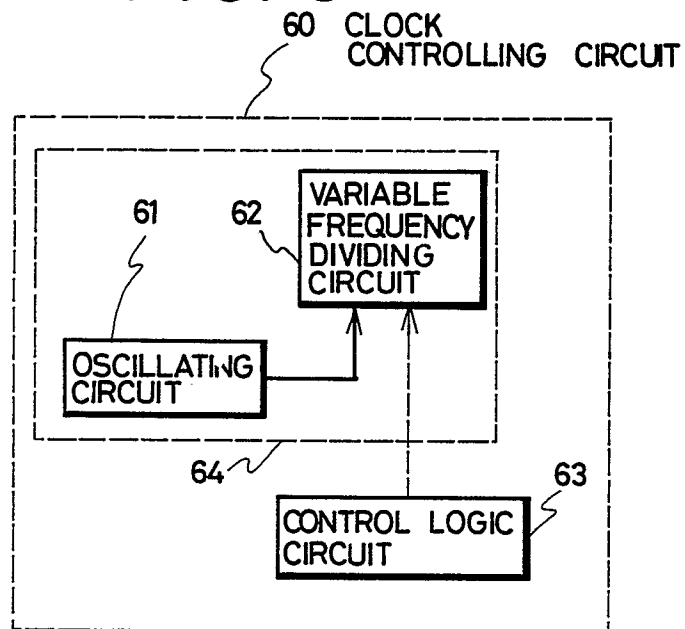 60 CLOCK
CONTROLLING CIRCUIT
61
62
VARIABLE
FREQUENCY
DIVIDING
CIRCUIT
OSCILLATING
CIRCUIT
64
63
CONTROL LOGIC
CIRCUIT